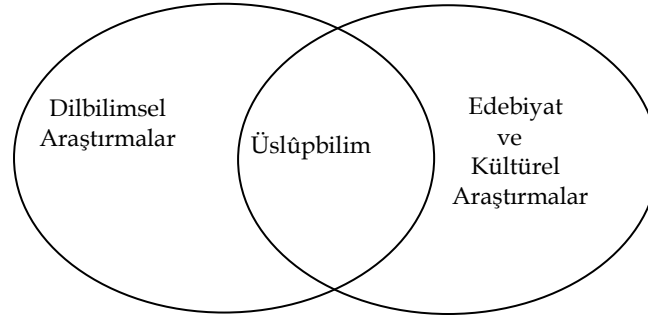 Dilbilimsel
Araştırmalar
Üslûpbilim
Edebiyat
ve
Kültürel
Araştırmalar